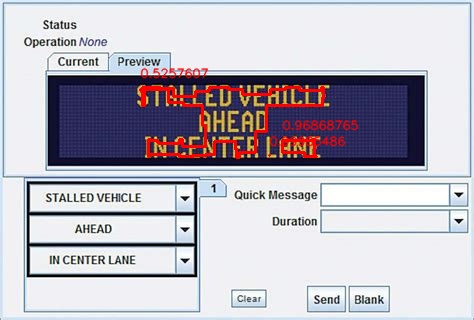 Status
Operation None
Current Preview
0.5257607
STALLED VEHICLE
AHEAD
0.96868765
IN CENTER LANE
STALLED VEHICLE
AHEAD
IN CENTER LANE
1
Quick Message
Duration
Clear
Send Blank